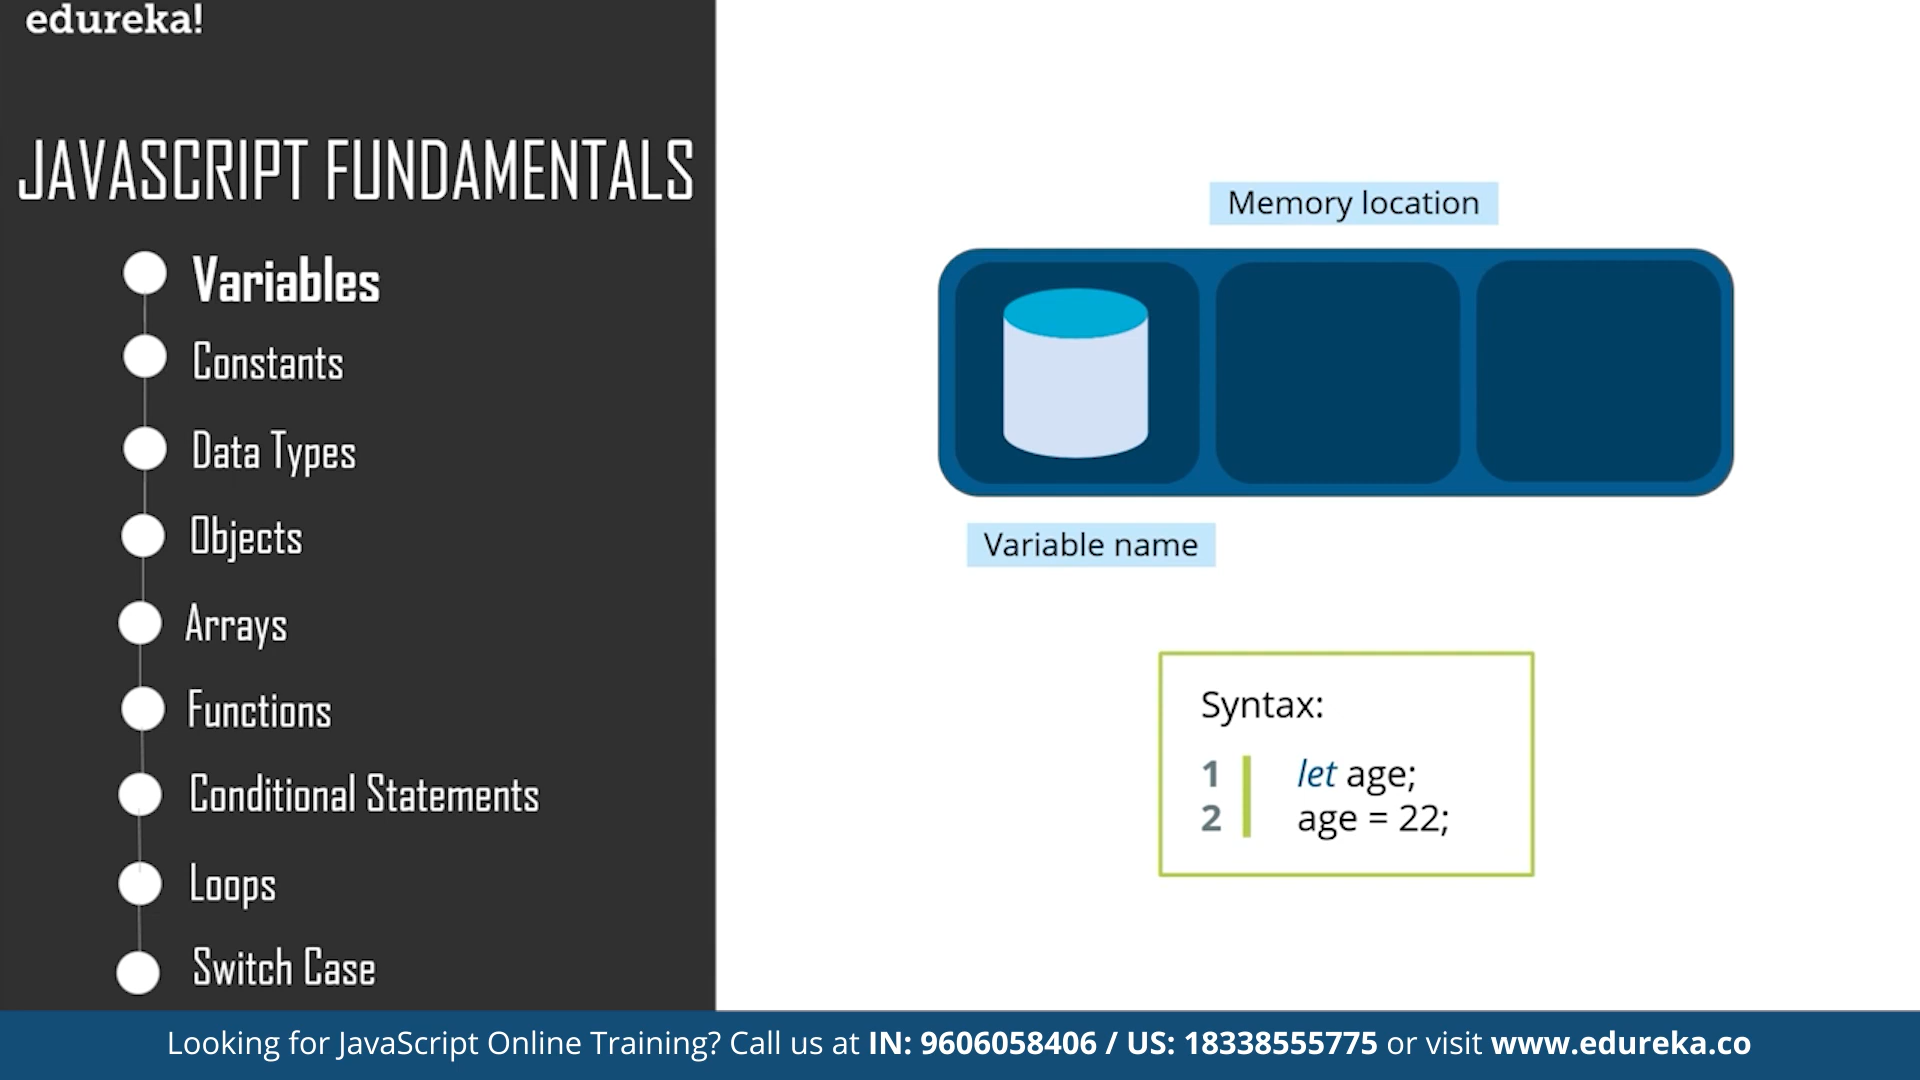 edureka!
JAVASCRIPT FUNDAMENTALS
Variables
Constants
Data Types
Objects
Arrays
Functions
Conditional Statements
Loops
Switch Case
Memory location
Variable name
Syntax:
1 let age;
2 age = 22;
Looking for JavaScript Online Training? Call us at IN: 9606058406 / US: 18338555775 or visit www.edureka.co